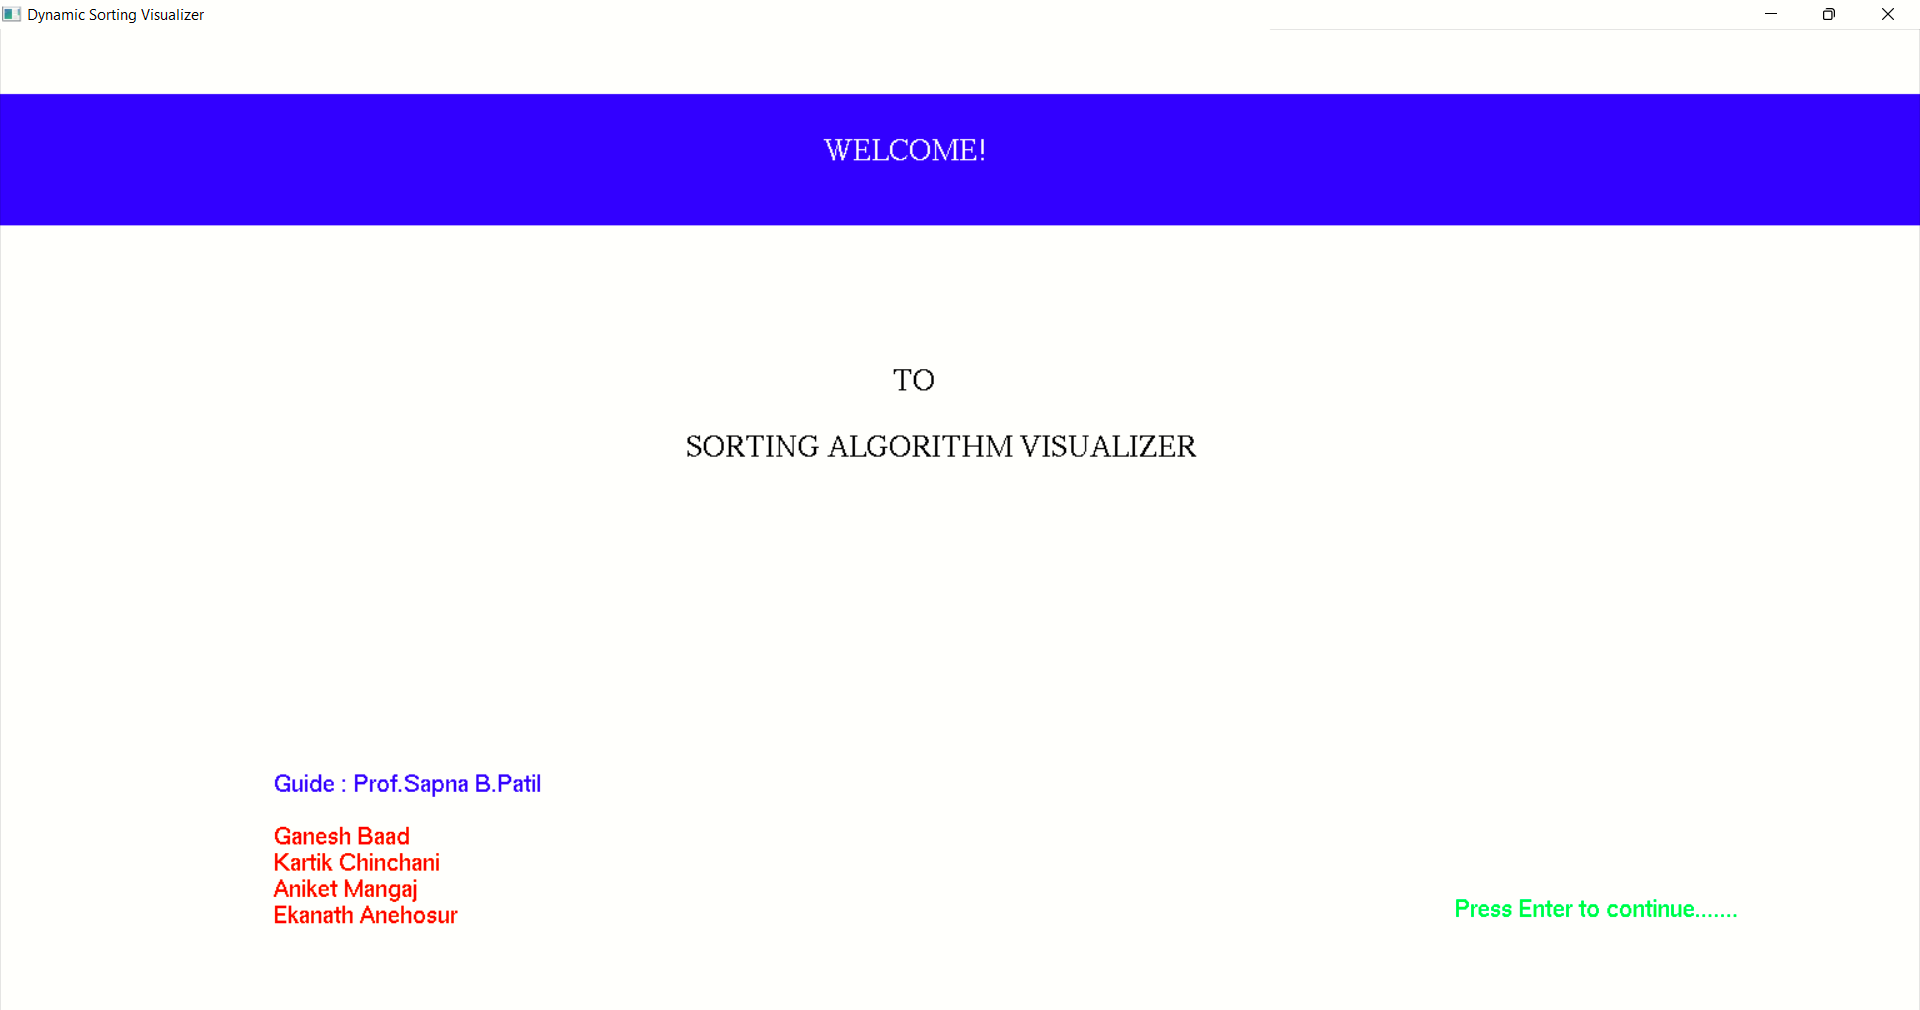 Dynamic Sorting Visualizer
WELCOME!
TO
SORTING ALGORITHM VISUALIZER
Guide : Prof.Sapna B.Patil
Ganesh Baad
Kartik Chinchani
Aniket Mangaj
Ekanath Anehosur
Press Enter to continue.......